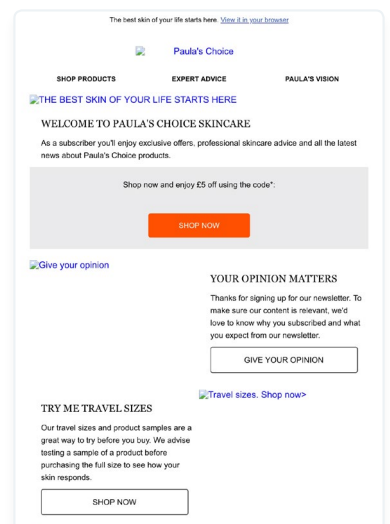 The best skin of your life starts here. View it in your browser
Paula's Choice
SHOP PRODUCTS
EXPERT ADVICE
PAULA'S VISION
THE BEST SKIN OF YOUR LIFE STARTS HERE
WELCOME TO PAULA'S CHOICE SKINCARE
As a subscriber you'll enjoy exclusive offers, professional skincare advice and all the latest
news about Paula's Choice products.
Shop now and enjoy £5 off using the code*:
SHOP NOW
Give your opinion
YOUR OPINION MATTERS
Thanks for signing up for our newsletter. To
make sure our content is relevant, we'd
love to know why you subscribed and what
you expect from our newsletter.
GIVE YOUR OPINION
Travel sizes. Shop now>
TRY ME TRAVEL SIZES
Our travel sizes and product samples are a
great way to try before you buy. We advise
testing a sample of a product before
purchasing the full size to see how your
skin responds.
SHOP NOW